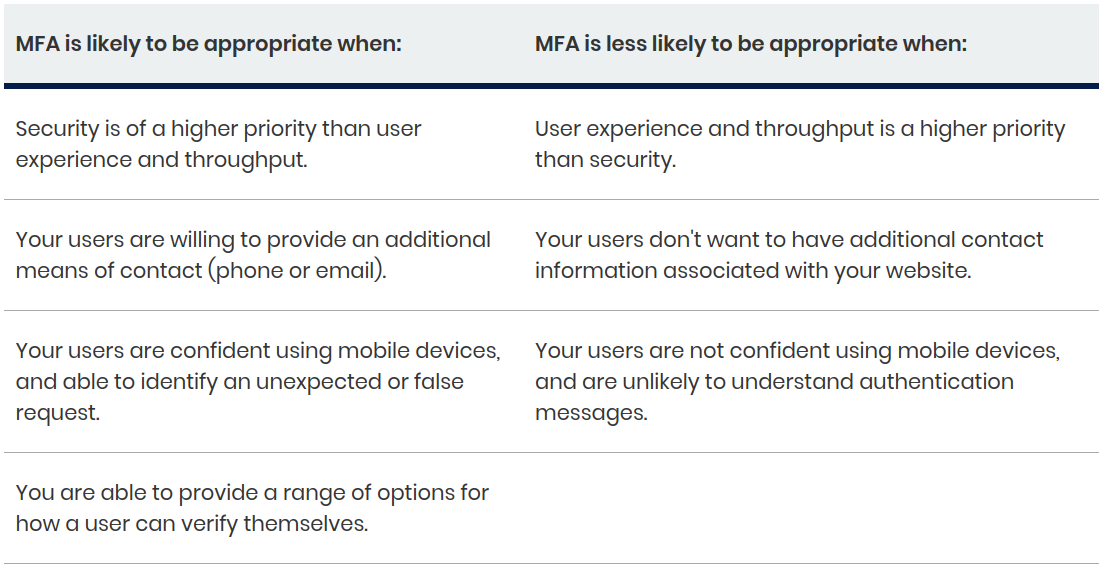 MFA is likely to be appropriate when:
MFA is less likely to be appropriate when:
Security is of a higher priority than user
experience and throughput.
User experience and throughput is a higher priority
than security.
Your users are willing to provide an additional
means of contact (phone or email).
Your users don't want to have additional contact
information associated with your website.
Your users are confident using mobile devices,
and able to identify an unexpected or false
request.
Your users are not confident using mobile devices,
and are unlikely to understand authentication
messages.
You are able to provide a range of options for
how a user can verify themselves.